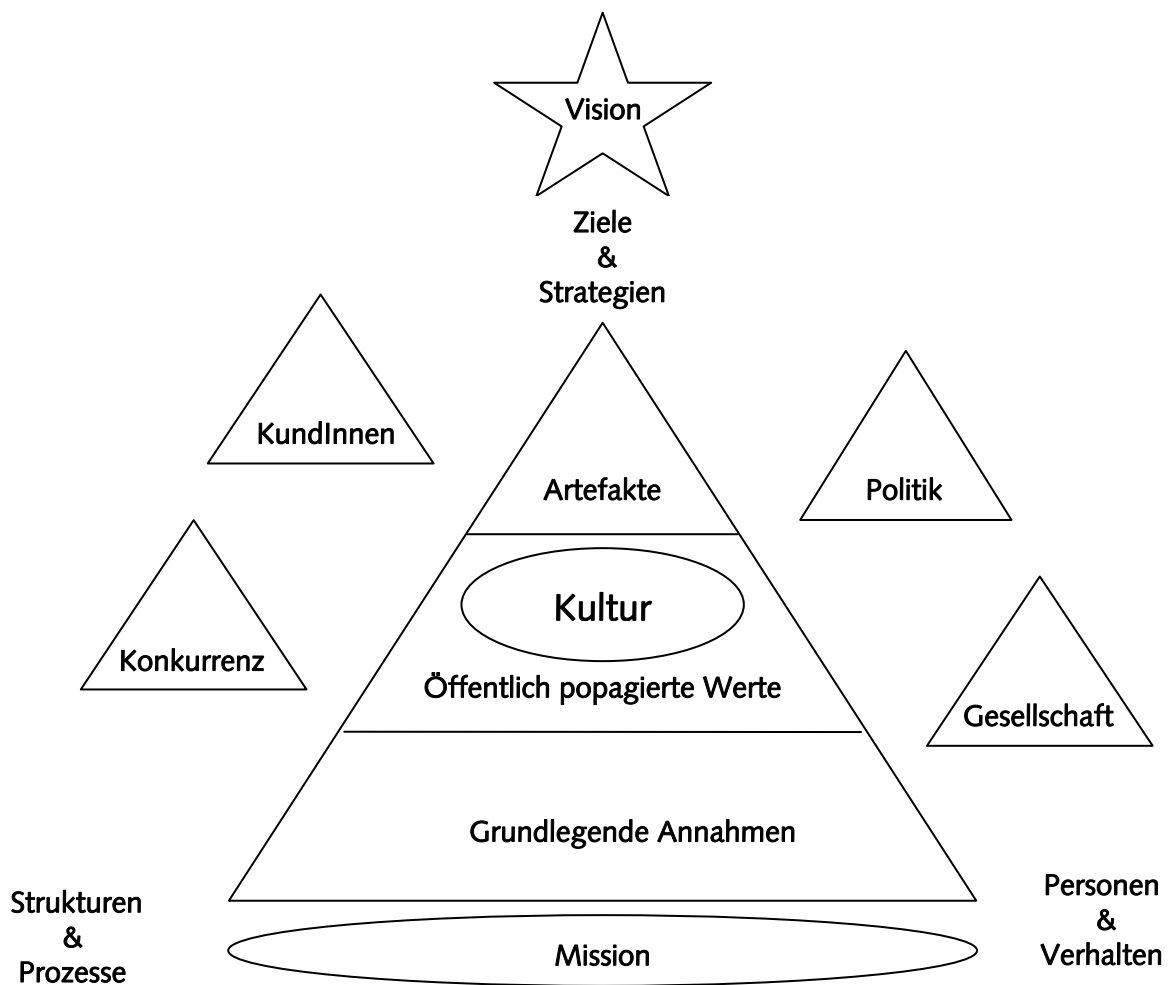 Vision
Ziele
&
Strategien
KundInnen
Artefakte
Politik
Kultur
Konkurrenz
Öffentlich popagierte Werte
Gesellschaft
Grundlegende Annahmen
Strukturen
&
Prozesse
Mission
Personen
&
Verhalten